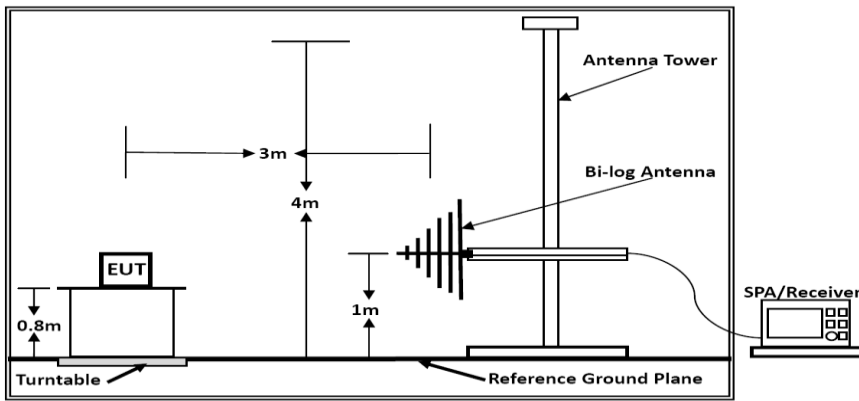 Antenna Tower
3m
Bi-log Antenna
4m
EUT
SPA/Receiver
1m
0.8m
Turntable
Reference Ground Plane